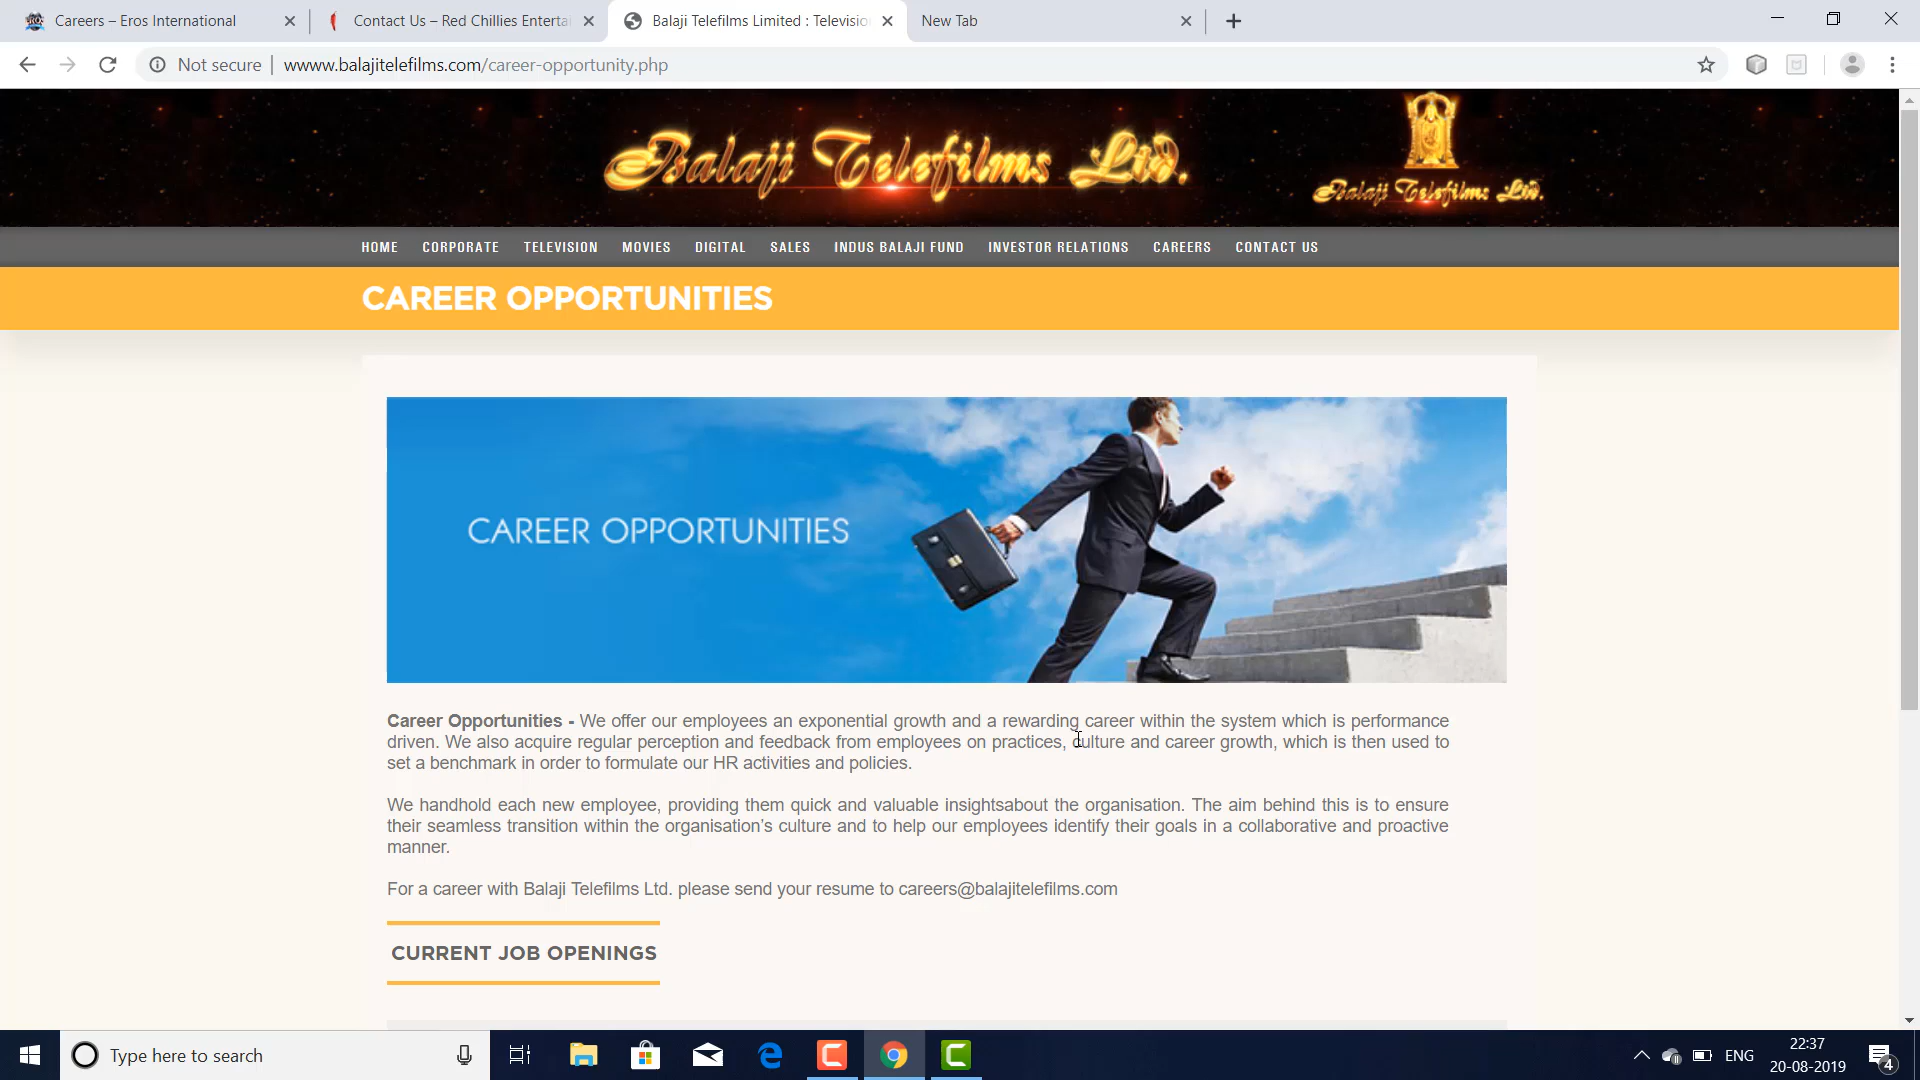 Careers – Eros International
Contact Us – Red Chillies Enterta
Balaji Telefilms Limited : Televisio
New Tab
Not secure
wwww.balajitelefilms.com/career-opportunity.php
Balaji Telefilms Ltd.
Balaji Telefilms Ltd.
HOME CORPORATE TELEVISION MOVIES DIGITAL SALES INDUS BALAJI FUND INVESTOR RELATIONS CAREERS CONTACT US
CAREER OPPORTUNITIES
CAREER OPPORTUNITIES
Career Opportunities - We offer our employees an exponential growth and a rewarding career within the system which is performance
driven. We also acquire regular perception and feedback from employees on practices, culture and career growth, which is then used to
set a benchmark in order to formulate our HR activities and policies.
We handhold each new employee, providing them quick and valuable insightsabout the organisation. The aim behind this is to ensure
their seamless transition within the organisation’s culture and to help our employees identify their goals in a collaborative and proactive
manner.
For a career with Balaji Telefilms Ltd. please send your resume to careers@balajitelefilms.com
CURRENT JOB OPENINGS
Type here to search
ENG
22:37
20-08-2019
4